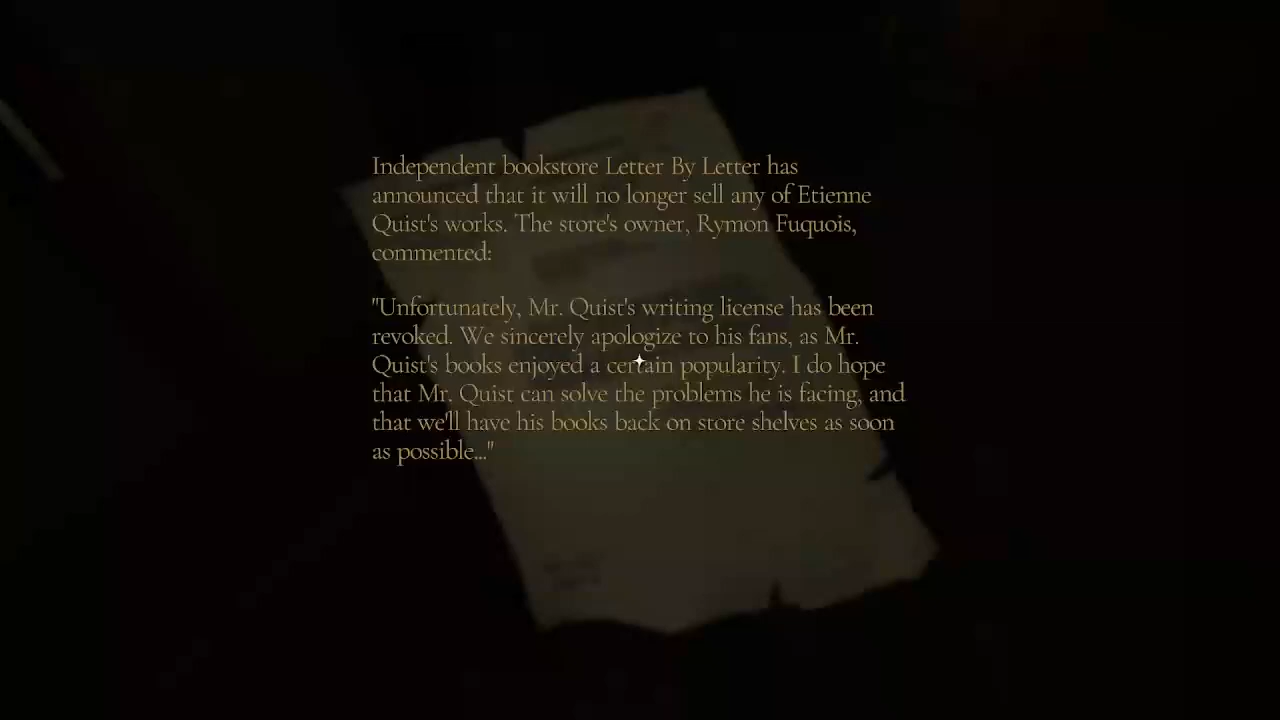 Independent bookstore Letter By Letter has
announced that it will no longer sell any of Etienne
Quist's works. The store's owner, Rymon Fuquois,
commented:
"Unfortunately, Mr. Quist's writing license has been
revoked. We sincerely apologize to his fans, as Mr.
Quist's books enjoyed a certain popularity. I do hope
that Mr. Quist can solve the problems he is facing, and
that we'll have his books back on store shelves as soon
as possible..."